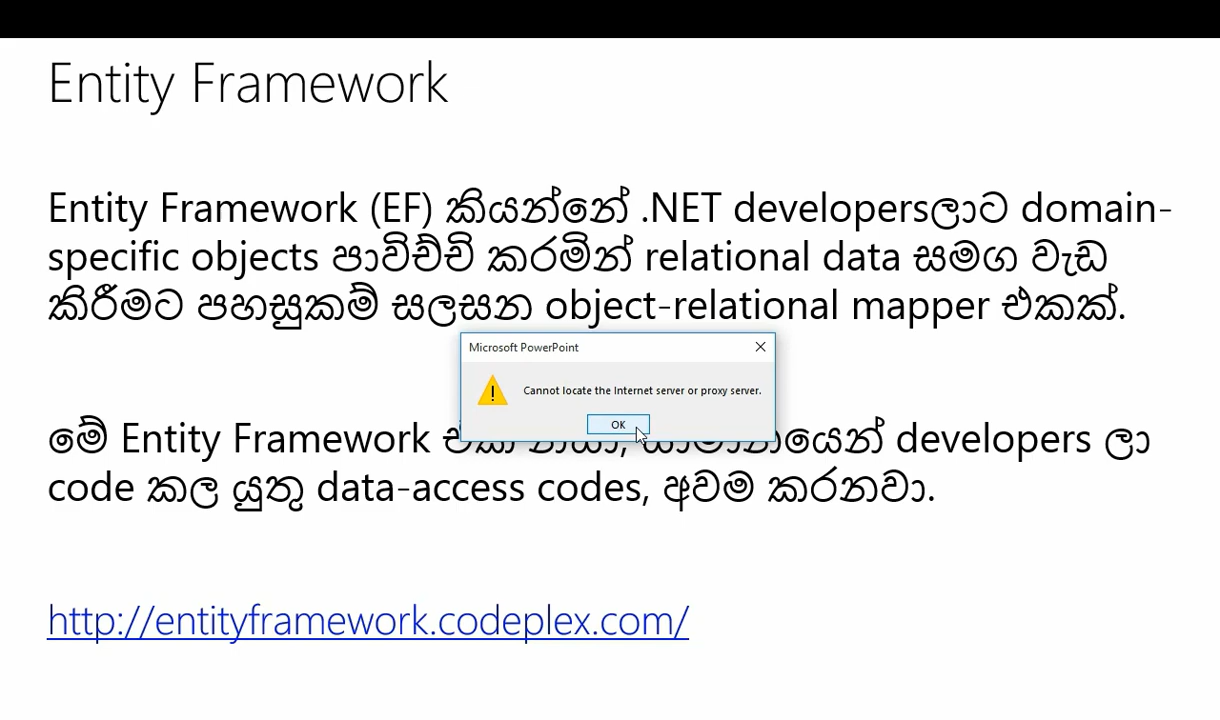 Entity Framework
Entity Framework (EF) කියන්නේ .NET developersලාට domain-
specific objects පාවිච්චි කරමින් relational data සමග වැඩ
කිරීමට පහසුකම් සලසන object-relational mapper එකක්.
Microsoft PowerPoint
Cannot locate the Internet server or proxy server.
OK
මේ Entity Framework developers ලා
code කල යුතු data-access codes, අවම කරනවා.
http://entityframework.codeplex.com/